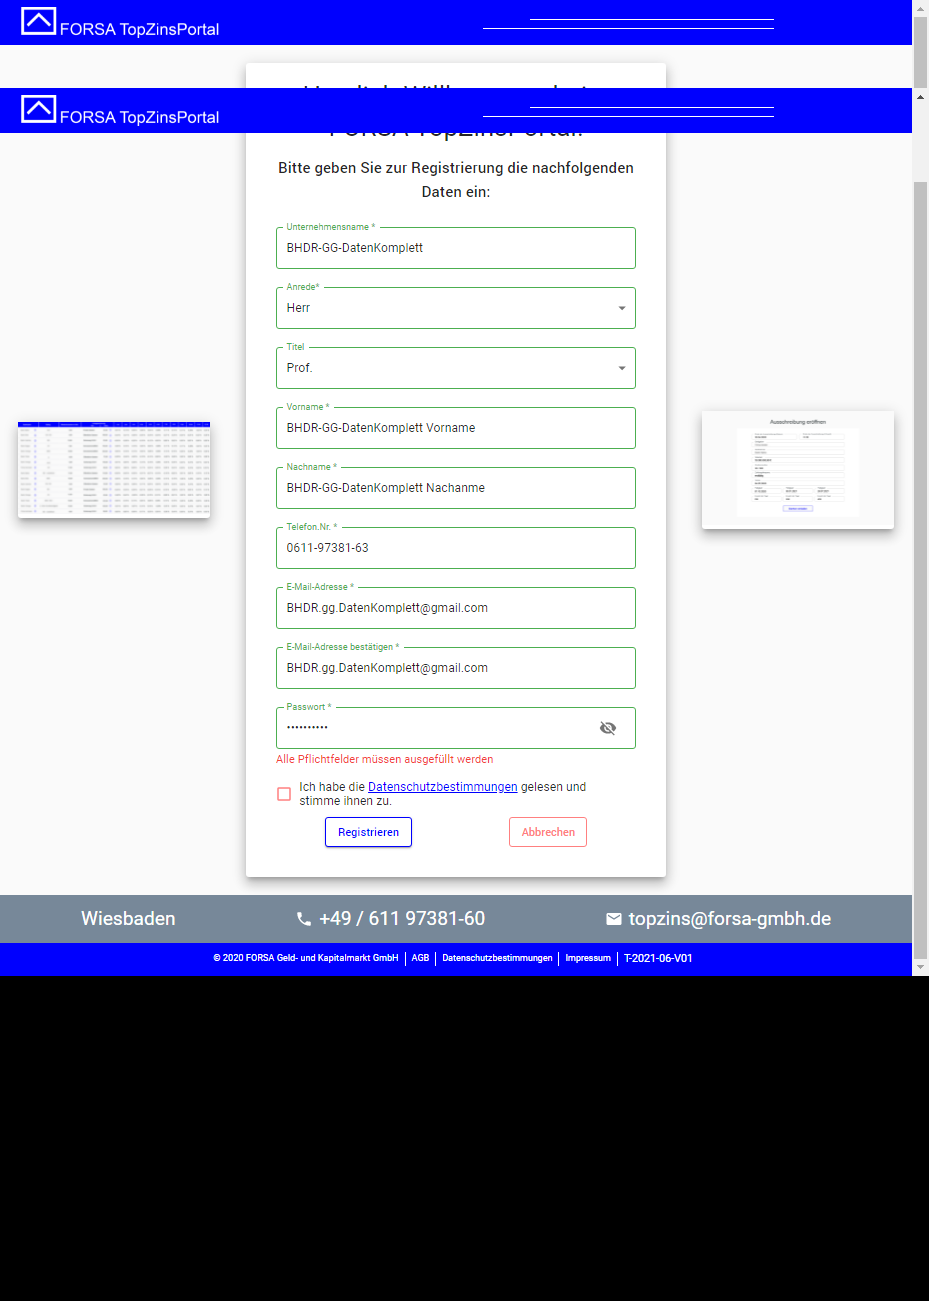 FORSA TopZinsPortal
FORSA TopZinsPortal
FORSA TopZinsPortal!
Bitte geben Sie zur Registrierung die nachfolgenden
Daten ein:
Unternehmensname *
BHDR-GG-DatenKomplett
Anrede*
Herr
Titel
Prof.
Vorname *
BHDR-GG-DatenKomplett Vorname
Nachname *
BHDR-GG-DatenKomplett Nachanme
Telefon.Nr. *
0611-97381-63
E-Mail-Adresse *
BHDR.gg.DatenKomplett@gmail.com
E-Mail-Adresse bestätigen *
BHDR.gg.DatenKomplett@gmail.com
Passwort *
••••••••••
Alle Pflichtfelder müssen ausgefüllt werden
Ich habe die Datenschutzbestimmungen gelesen und
stimme ihnen zu.
Registrieren Abbrechen
Ausschreibung eröffnen
Wiesbaden +49 / 611 97381-60 topzins@forsa-gmbh.de
© 2020 FORSA Geld- und Kapitalmarkt GmbH AGB Datenschutzbestimmungen Impressum T-2021-06-V01